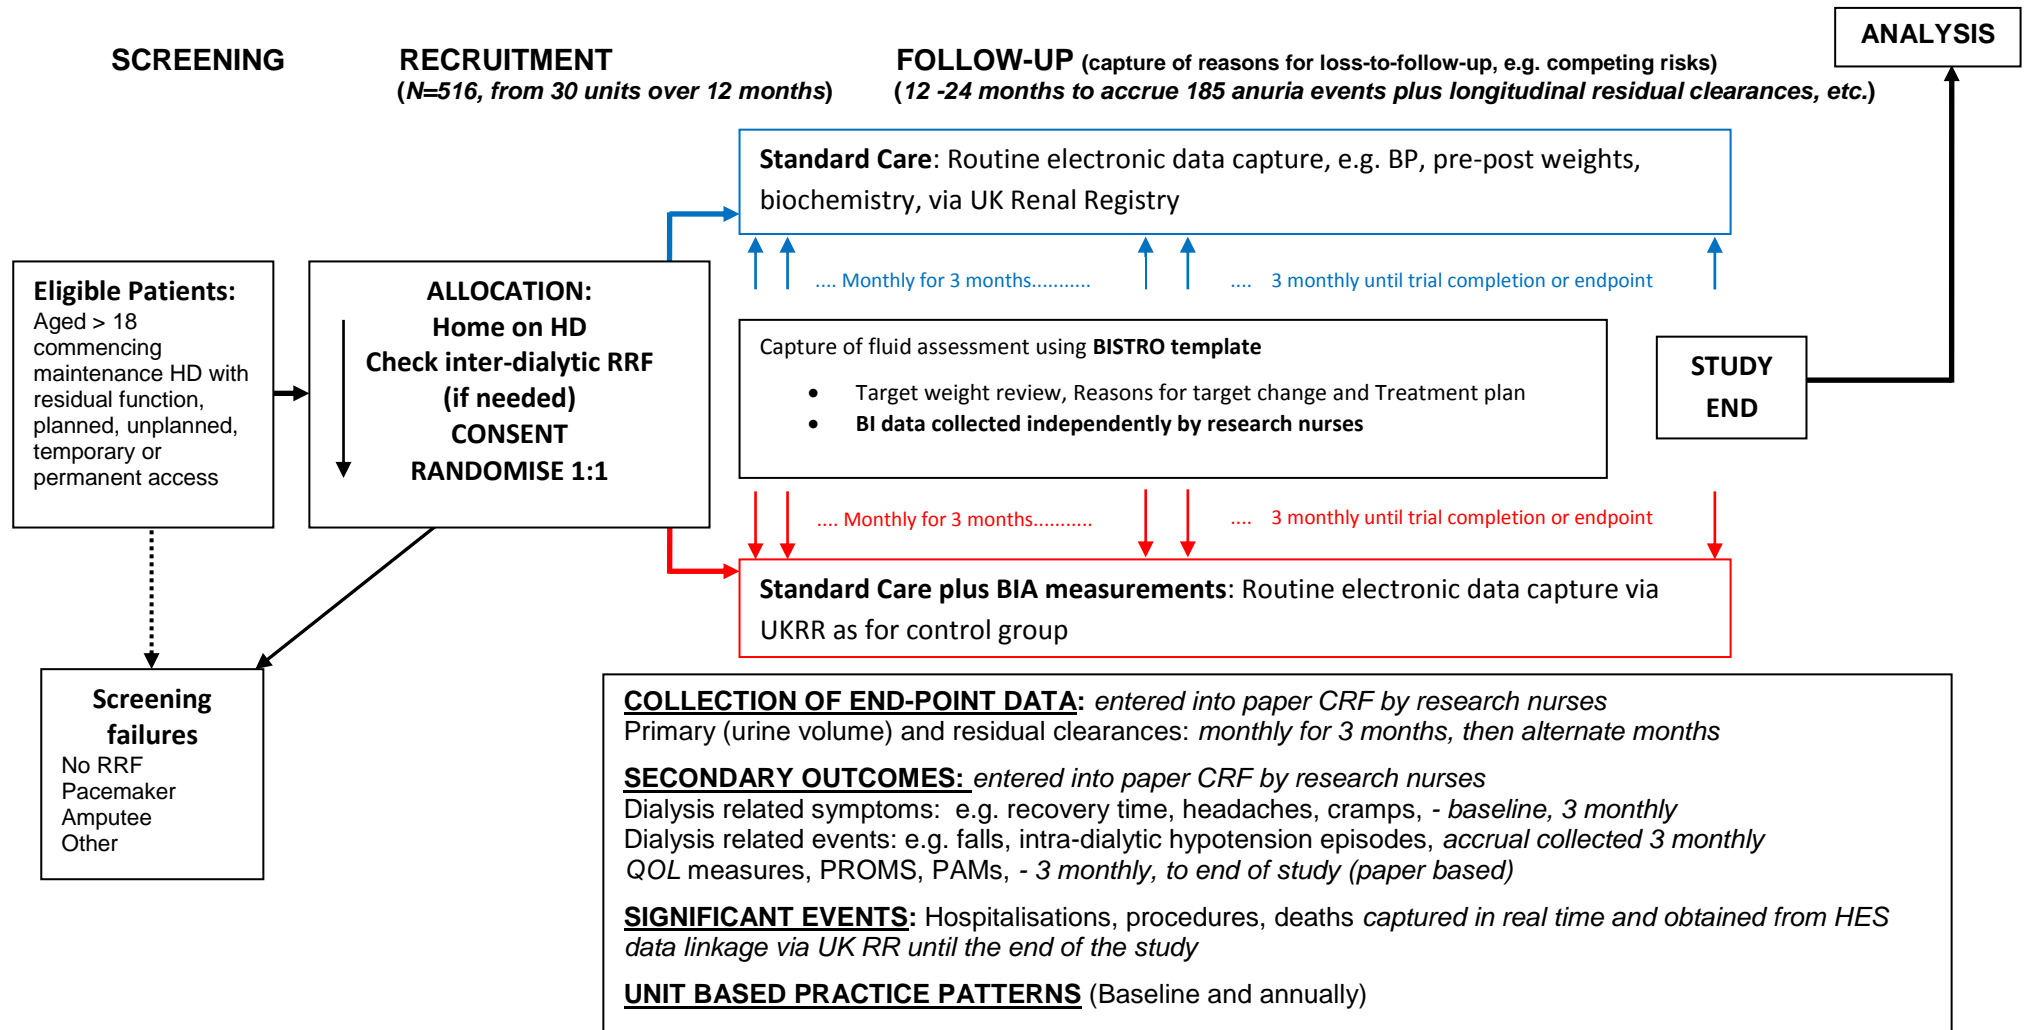 SCREENING
RECRUITMENT
(N=516, from 30 units over 12 months)
FOLLOW-UP (capture of reasons for loss-to-follow-up, e.g. competing risks)
(12 -24 months to accrue 185 anuria events plus longitudinal residual clearances, etc.)
ANALYSIS
Standard Care: Routine electronic data capture, e.g. BP, pre-post weights,
biochemistry, via UK Renal Registry
.... Monthly for 3 months...........
.... 3 monthly until trial completion or endpoint
Eligible Patients:
Aged > 18
commencing
maintenance HD with
residual function,
planned, unplanned,
temporary or
permanent access
ALLOCATION:
Home on HD
Check inter-dialytic RRF
(if needed)
CONSENT
RANDOMISE 1:1
Capture of fluid assessment using BISTRO template
• Target weight review, Reasons for target change and Treatment plan
• BI data collected independently by research nurses
STUDY
END
.... Monthly for 3 months...........
.... 3 monthly until trial completion or endpoint
Standard Care plus BIA measurements: Routine electronic data capture via
UKRR as for control group
Screening
failures
No RRF
Pacemaker
Amputee
Other
COLLECTION OF END-POINT DATA: entered into paper CRF by research nurses
Primary (urine volume) and residual clearances: monthly for 3 months, then alternate months
SECONDARY OUTCOMES: entered into paper CRF by research nurses
Dialysis related symptoms: e.g. recovery time, headaches, cramps, - baseline, 3 monthly
Dialysis related events: e.g. falls, intra-dialytic hypotension episodes, accrual collected 3 monthly
QOL measures, PROMS, PAMs, - 3 monthly, to end of study (paper based)
SIGNIFICANT EVENTS: Hospitalisations, procedures, deaths captured in real time and obtained from HES
data linkage via UK RR until the end of the study
UNIT BASED PRACTICE PATTERNS (Baseline and annually)